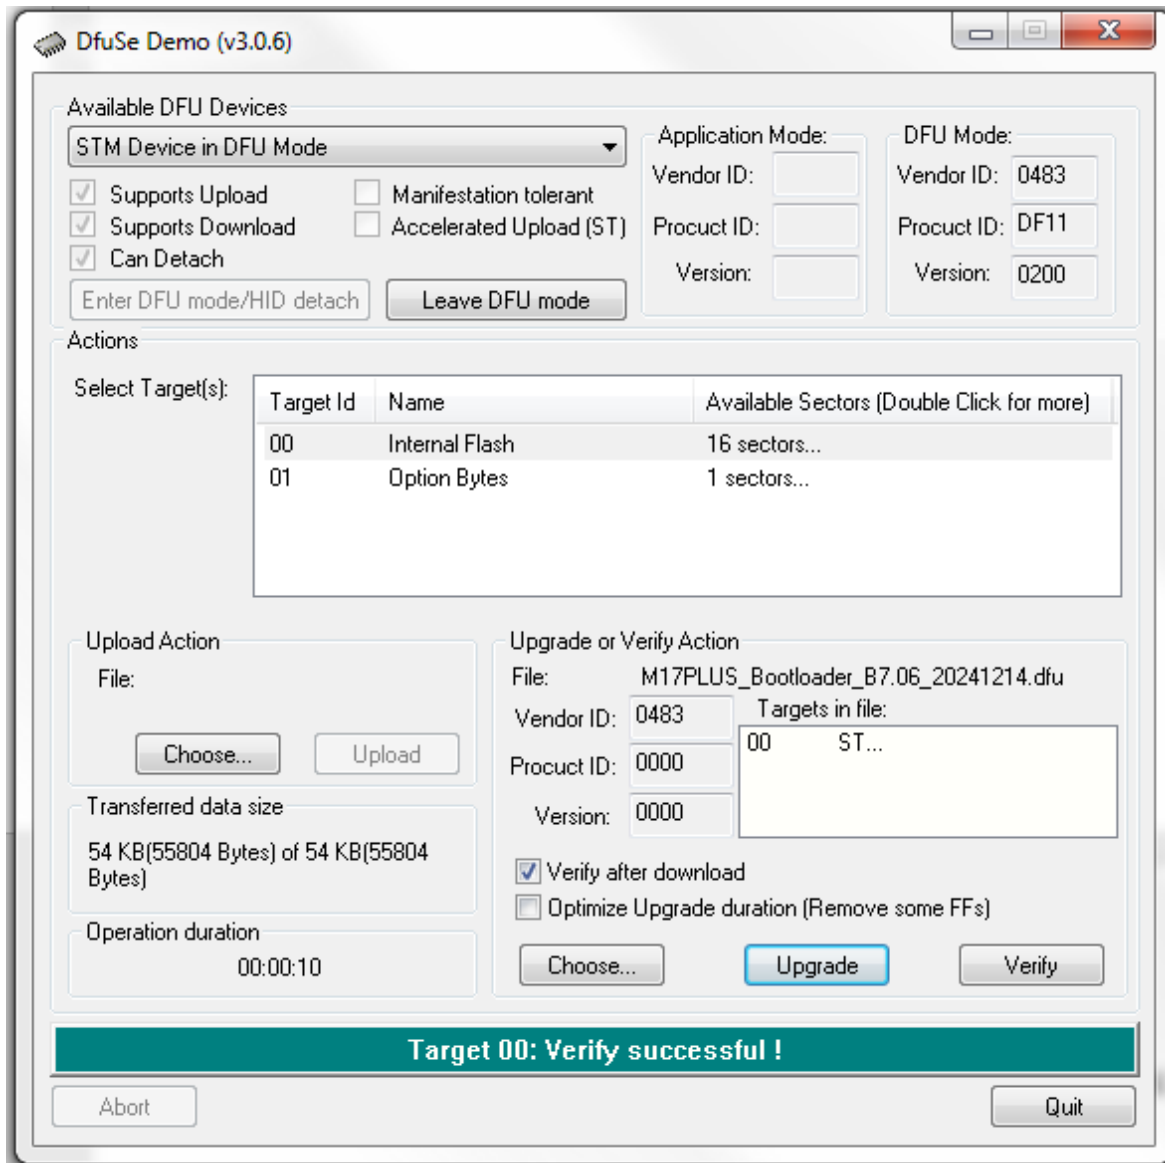 DfuSe Demo (v3.0.6)
Available DFU Devices
STM Device in DFU Mode
Supports Upload
Manifestation tolerant
Supports Download
Accelerated Upload (ST)
Can Detach
Enter DFU mode/HID detach
Leave DFU mode
Application Mode:
Vendor ID:
Procuct ID:
Version:
DFU Mode:
Vendor ID: 0483
Procuct ID: DF11
Version: 0200
Actions
Select Target(s):
Target Id Name Available Sectors (Double Click for more)
00 Internal Flash 16 sectors...
01 Option Bytes 1 sectors...
Upload Action
File:
Choose... Upload
Transferred data size
54 KB(55804 Bytes) of 54 KB(55804
Bytes)
Operation duration
00:00:10
Upgrade or Verify Action
File: M17PLUS_Bootloader_B7.06_20241214.dfu
Vendor ID: 0483
Procuct ID: 0000
Version: 0000
Targets in file:
00 ST...
Verify after download
Optimize Upgrade duration (Remove some FFs)
Choose... Upgrade Verify
Target 00: Verify successful !
Abort Quit